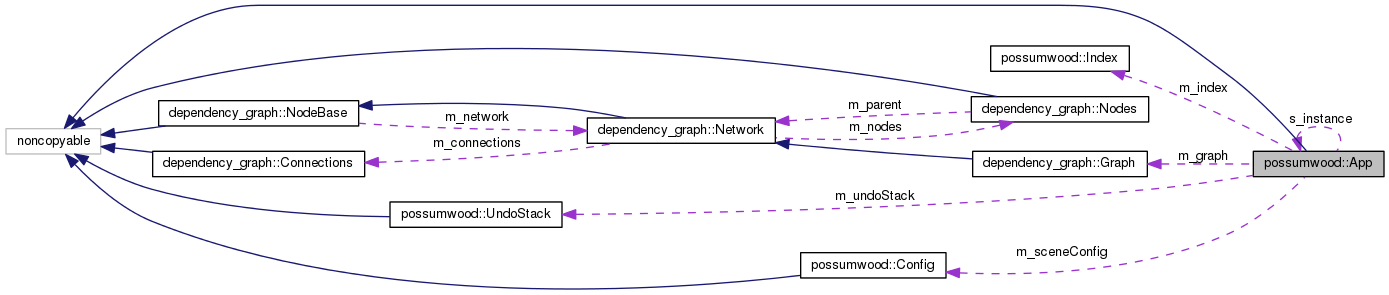 possumwood::Index
m_index
dependency_graph::NodeBase
m_network
m_parent
dependency_graph::Nodes
s_instance
noncopyable
dependency_graph::Network
m_nodes
m_connections
dependency_graph::Connections
dependency_graph::Graph
m_graph
possumwood::App
m_undoStack
possumwood::UndoStack
m_sceneConfig
possumwood::Config